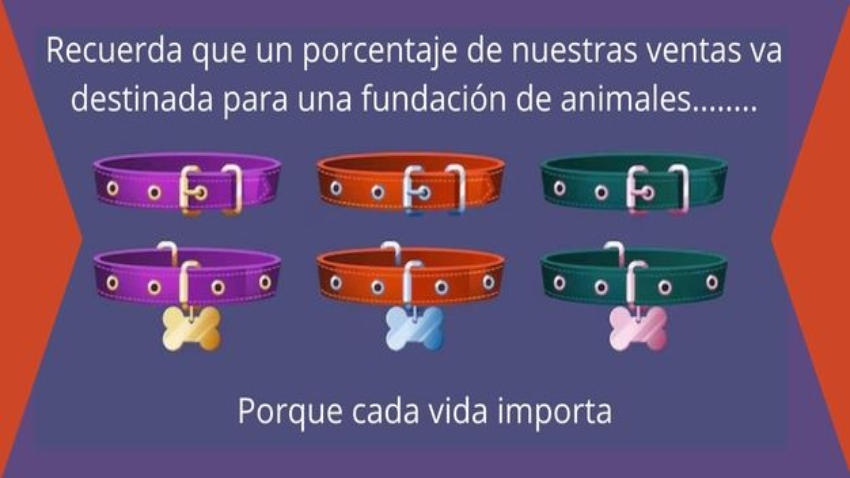 Recuerda que un porcentaje de nuestras ventas va
destinada para una fundación de animales........
Porque cada vida importa